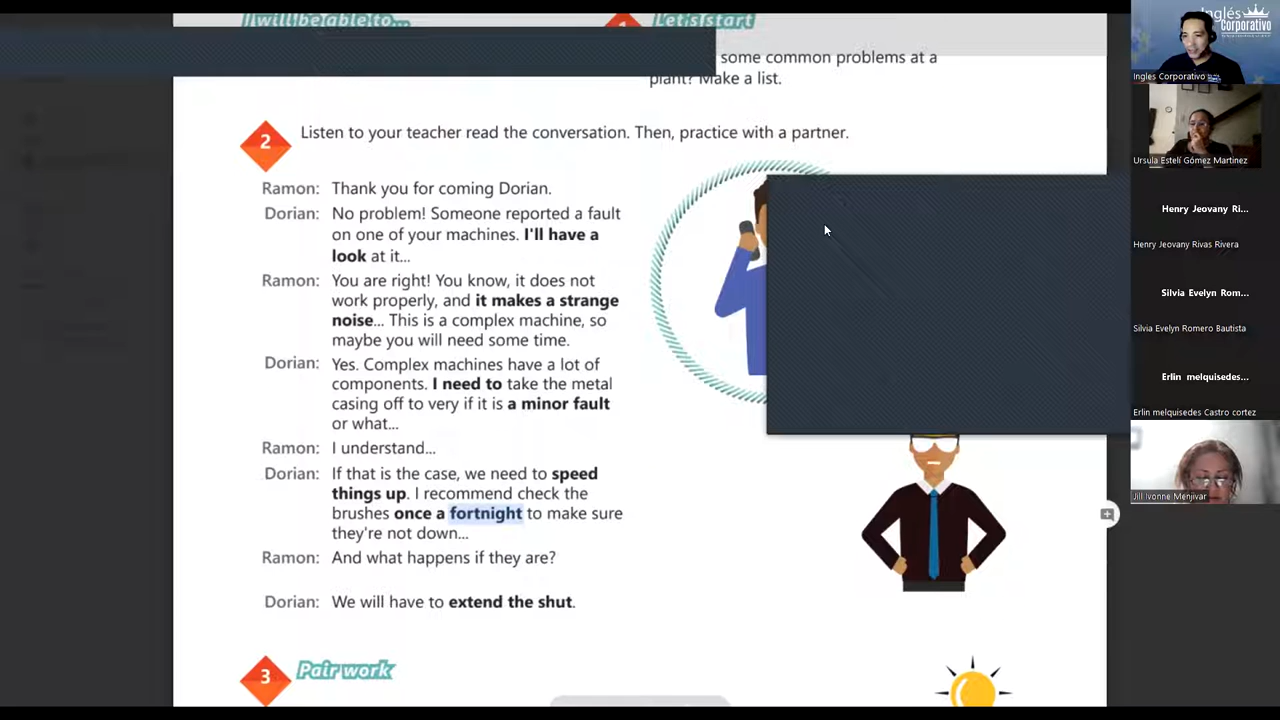 I will be able to...
Let's start
some common problems at a
plant? Make a list.
2
Listen to your teacher read the conversation. Then, practice with a partner.
Ramon: Thank you for coming Dorian.
Dorian: No problem! Someone reported a fault
on one of your machines. I'll have a
look at it...
Ramon: You are right! You know, it does not
work properly, and it makes a strange
noise... This is a complex machine, so
maybe you will need some time.
Dorian: Yes. Complex machines have a lot of
components. I need to take the metal
casing off to very if it is a minor fault
or what...
Ramon: I understand...
Dorian: If that is the case, we need to speed
things up. I recommend check the
brushes once a fortnight to make sure
they're not down...
Ramon: And what happens if they are?
Dorian: We will have to extend the shut.
3
Pair work
Inglés
Corporativo
Ingles Corporativo
Ursula Estelí Gómez Martinez
Henry Jeovany Ri...
Henry Jeovany Rivas Rivera
Silvia Evelyn Rom...
Silvia Evelyn Romero Bautista
Erlin melquisedes...
Erlin melquisedes Castro cortez
Jill Ivonne Menjivar